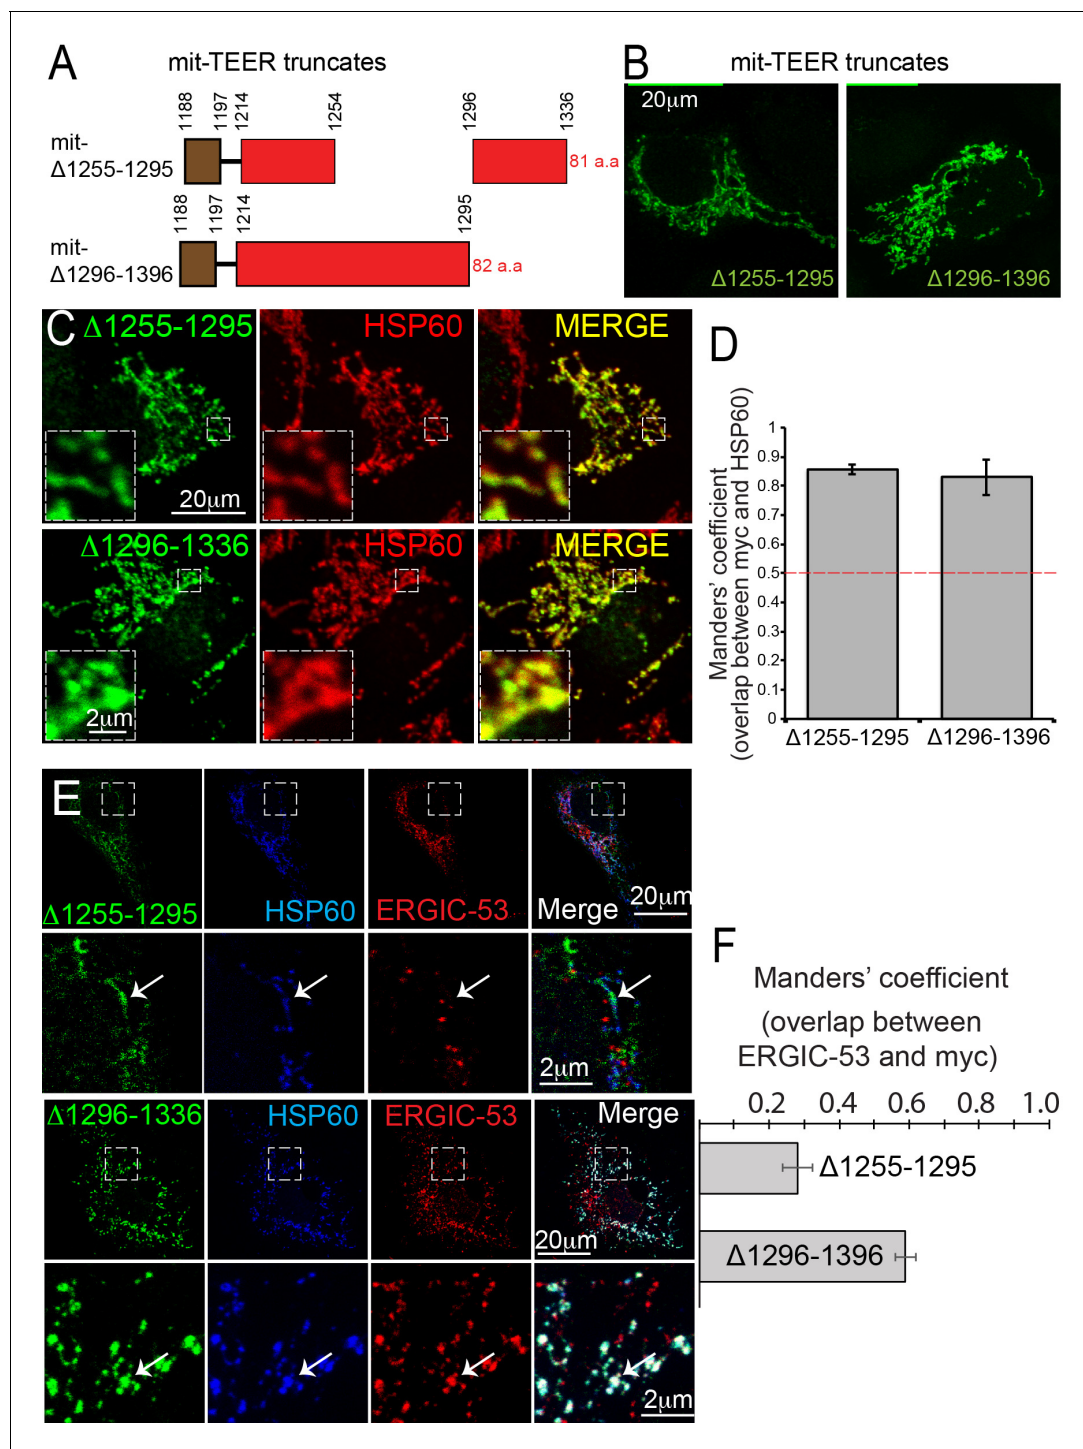 A
mit-TEER truncates
1188
1197
1214
1254
1296
1336
mit-
Δ1255-1295
81 a.a
1188
1197
1214
1295
mit-
Δ1296-1396
82 a.a
B
mit-TEER truncates
20µm
Δ1255-1295
Δ1296-1396
C
Δ1255-1295
HSP60
MERGE
20µm
Δ1296-1336
HSP60
MERGE
2µm
D
Manders' coefficient
(overlap between myc and HSP60)
1
0.9
0.8
0.7
0.6
0.5
0.4
0.3
0.2
0.1
0
Δ1255-1295
Δ1296-1396
E
Δ1255-1295
HSP60
ERGIC-53
Merge
20µm
2µm
Δ1296-1336
HSP60
ERGIC-53
Merge
20µm
2µm
F
Manders' coefficient
(overlap between
ERGIC-53 and myc)
0.2 0.4 0.6 0.8 1.0
Δ1255-1295
Δ1296-1396